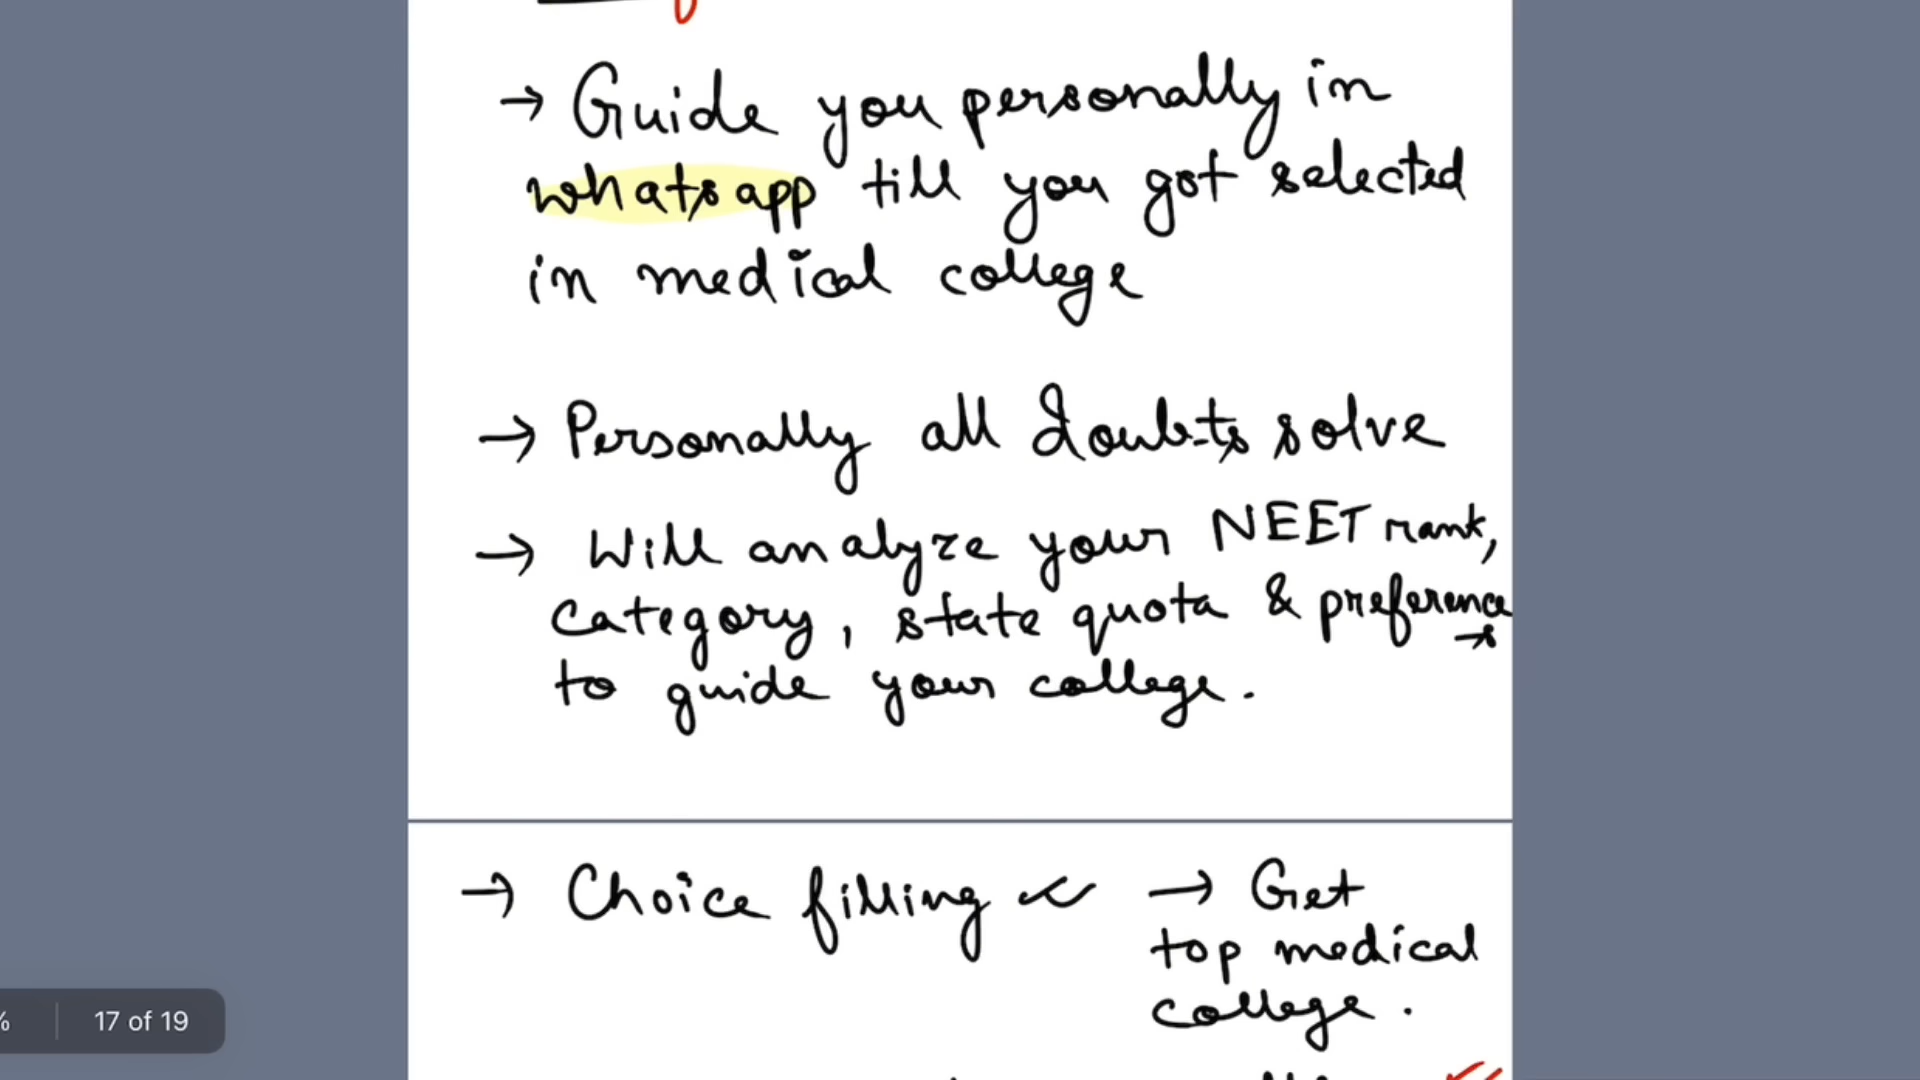 → Guide you personally in
whatsapp till you got selected
in medical college
→ Personally all doubts solve
→ Will analyze your NEET rank,
category, state quota & preference
to guide your college.
→ Choice filling → Get
top medical
college.
17 of 19